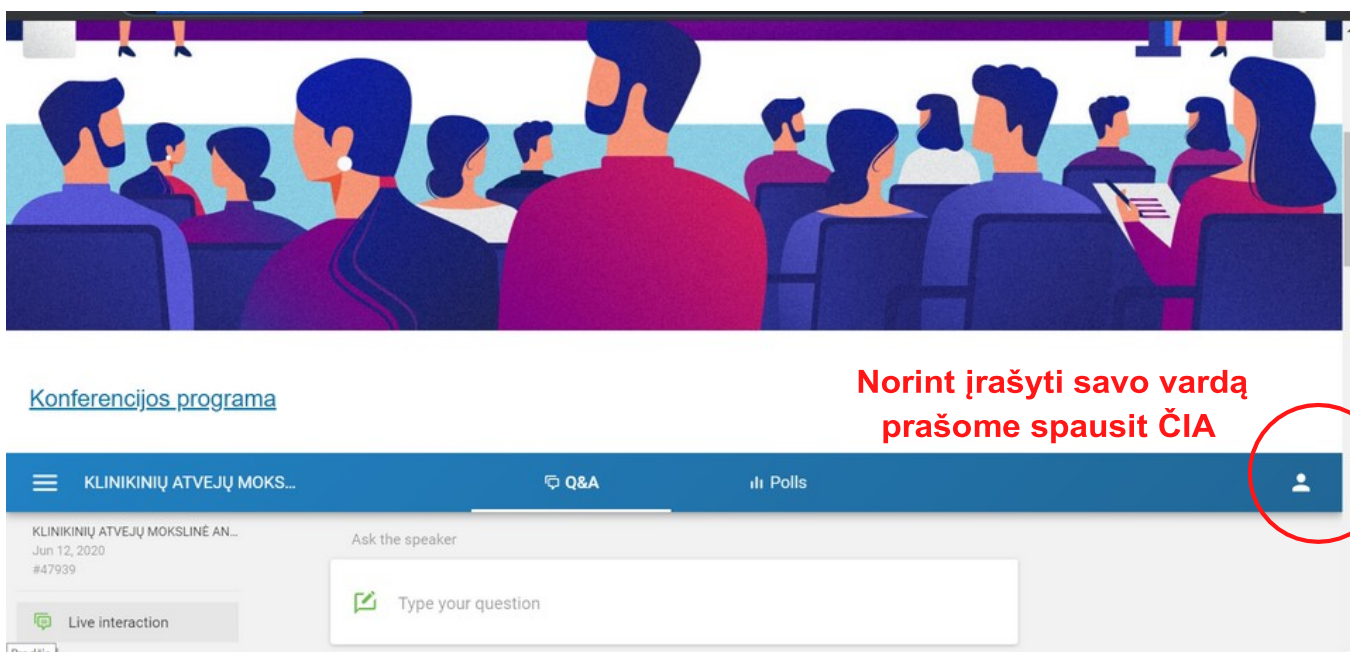 Konferencijos programa
Norint įrašyti savo vardą
prašome spausit ČIA
KLINIKINIŲ ATVEJŲ MOKS...
Q&A
Polls
KLINIKINIŲ ATVEJŲ MOKSLINĖ AN...
Jun 12, 2020
#47939
Live interaction
Ask the speaker
Type your question